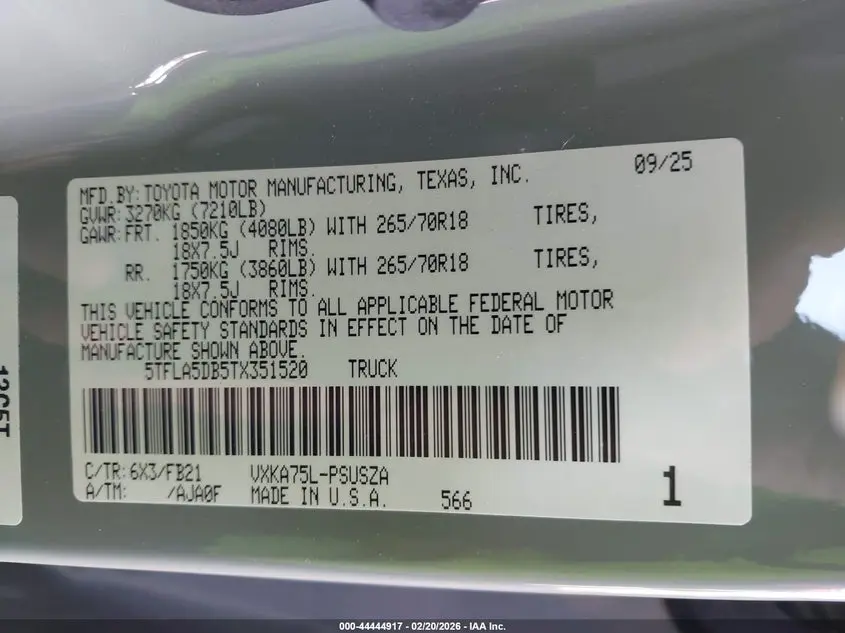 MFD.BY:TOYOTA MOTOR MANUFACTURING, TEXAS, INC. 09/25
GVWR:3270KG (7210LB)
GAWR:FRT. 1850KG (4080LB) WITH 265/70R18 TIRES,
18X7.5J RIMS.
RR. 1750KG (3860LB) WITH 265/70R18 TIRES,
18X7.5J RIMS.
THIS VEHICLE CONFORMS TO ALL APPLICABLE FEDERAL MOTOR
VEHICLE SAFETY STANDARDS IN EFFECT ON THE DATE OF
MANUFACTURE SHOWN ABOVE.
5TFLA5DB5TX351520 TRUCK
C/TR:6X3/FB21 VXKA75L-PSUSZA
A/TM: /AJA0F MADE IN U.S.A. 566 1
000-44444917 - 02/20/2026 - IAA Inc.